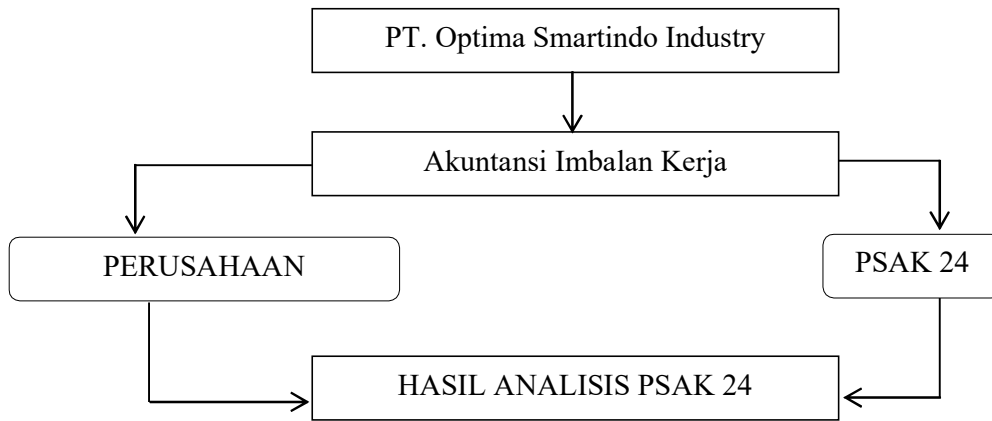 PT. Optima Smartindo Industry
Akuntansi Imbalan Kerja
PERUSAHAAN
PSAK 24
HASIL ANALISIS PSAK 24